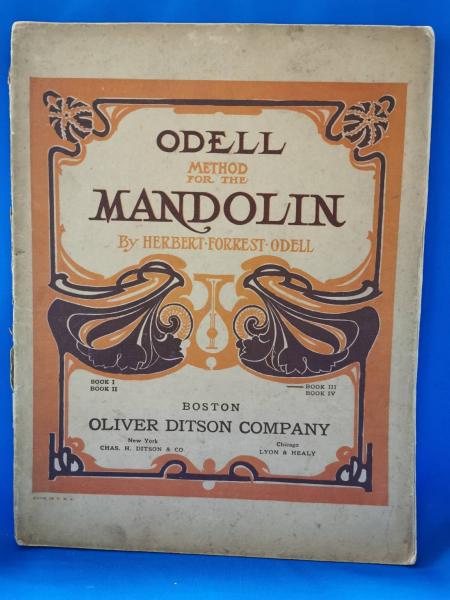 ODELL
METHOD
FOR THE
MANDOLIN
By HERBERT·FORREST·ODELL
BOOK I
BOOK II
BOOK III
BOOK IV
BOSTON
OLIVER DITSON COMPANY
New York
CHAS. H. DITSON & CO.
Chicago
LYON & HEALY